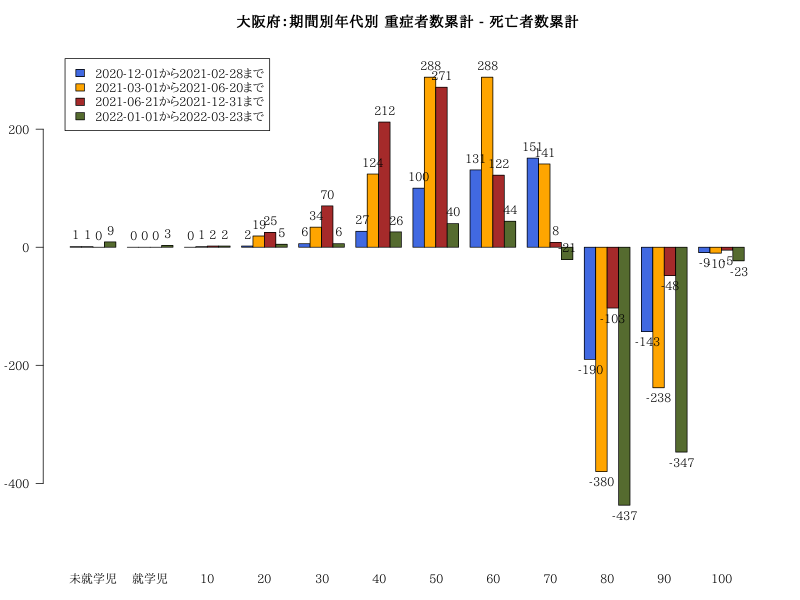 大阪府：期間別年代別 重症者数累計 - 死亡者数累計
2020-12-01から2021-02-28まで
2021-03-01から2021-06-20まで
2021-06-21から2021-12-31まで
2022-01-01から2022-03-23まで
200
0
-200
-400
1 1 0 9
0 0 0 3
0 1 2 2
2 19 25 5
6 34 70 6
27 124 212 26
100 288 271 40
131 288 122 44
151 141 8 -21
-190 -380 -103 -437
-143 -238 -48 -347
-9 -10 -5 -23
未就学児 就学児 10 20 30 40 50 60 70 80 90 100